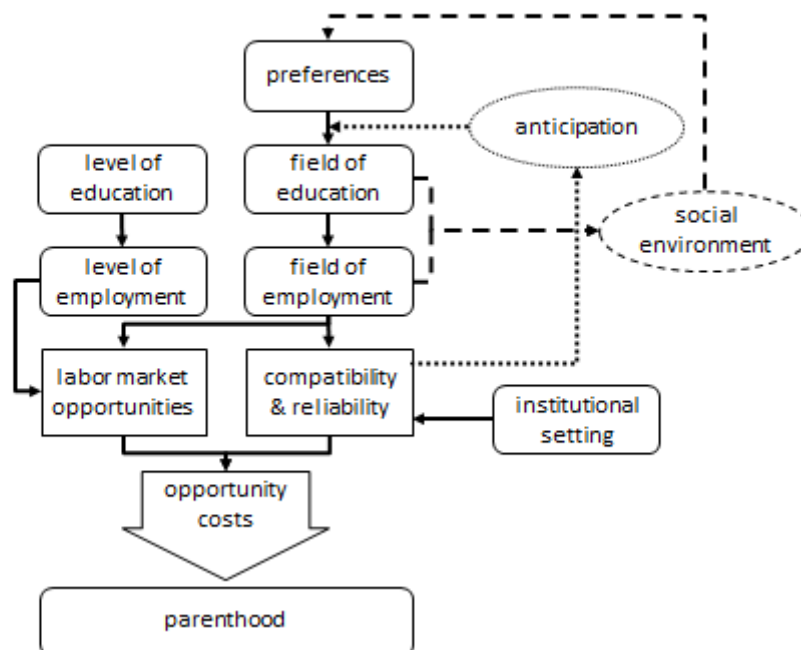 preferences
anticipation
level of
education
field of
education
social
environment
level of
employment
field of
employment
labor market
opportunities
compatibility
& reliability
institutional
setting
opportunity
costs
parenthood